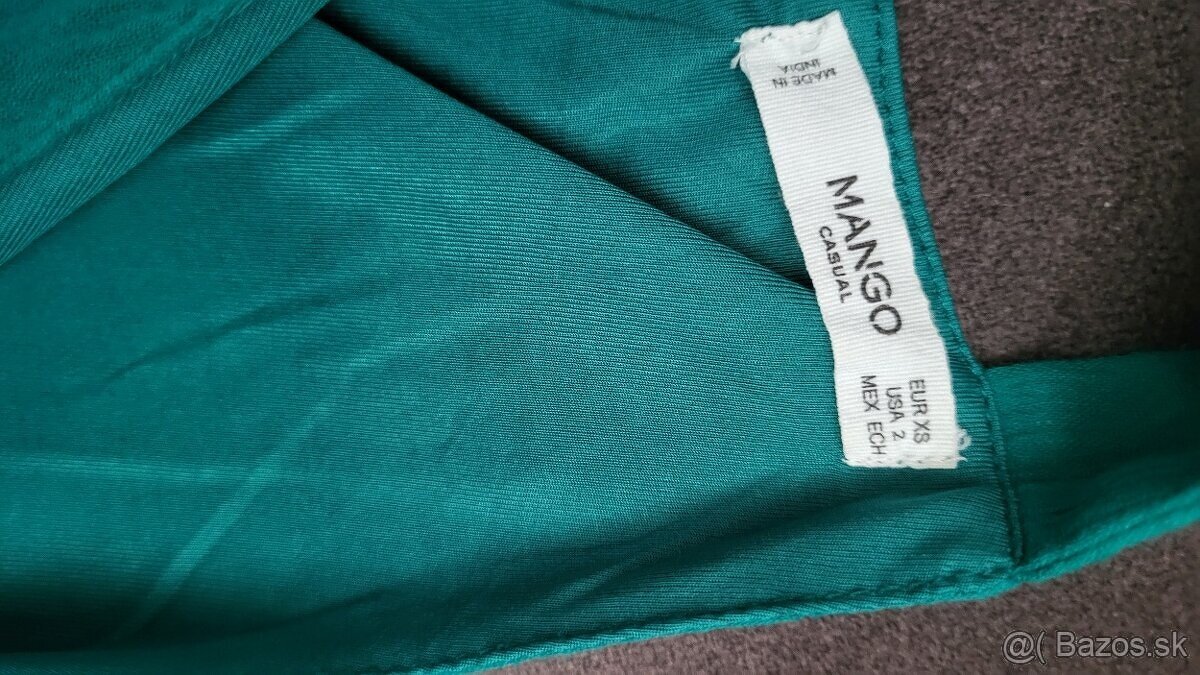 MADE IN
INDIA
MANGO
CASUAL
EUR XS
USA 2
MEX ECH
@( Bazos.sk